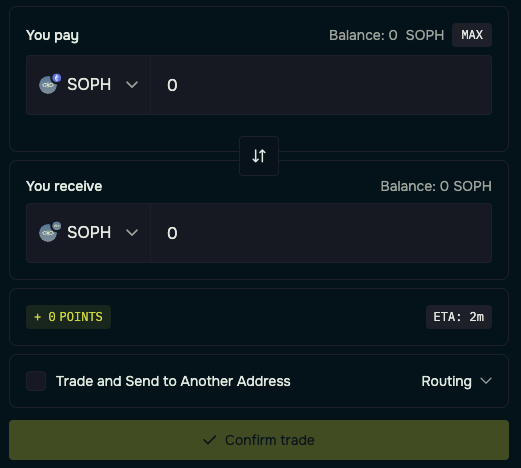 You pay
Balance: 0 SOPH MAX
SOPH 0
You receive
Balance: 0 SOPH
SOPH 0
+ 0 POINTS
ETA: 2m
Trade and Send to Another Address
Routing
Confirm trade